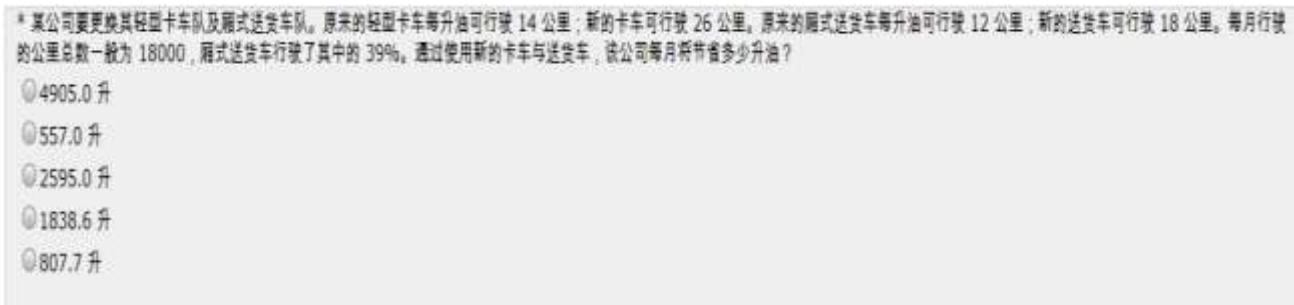 * 某公司要更换其轻型卡车队及厢式送货车队。原来的轻型卡车每升油可行驶 14 公里；新的卡车可行驶 26 公里。原来的厢式送货车每升油可行驶 12 公里；新的送货车可行驶 18 公里。每月行驶
的公里总数一般为 18000，厢式送货车行驶了其中的 39%。通过使用新的卡车与送货车，该公司每月将节省多少升油？
4905.0 升
557.0 升
2595.0 升
1838.6 升
807.7 升